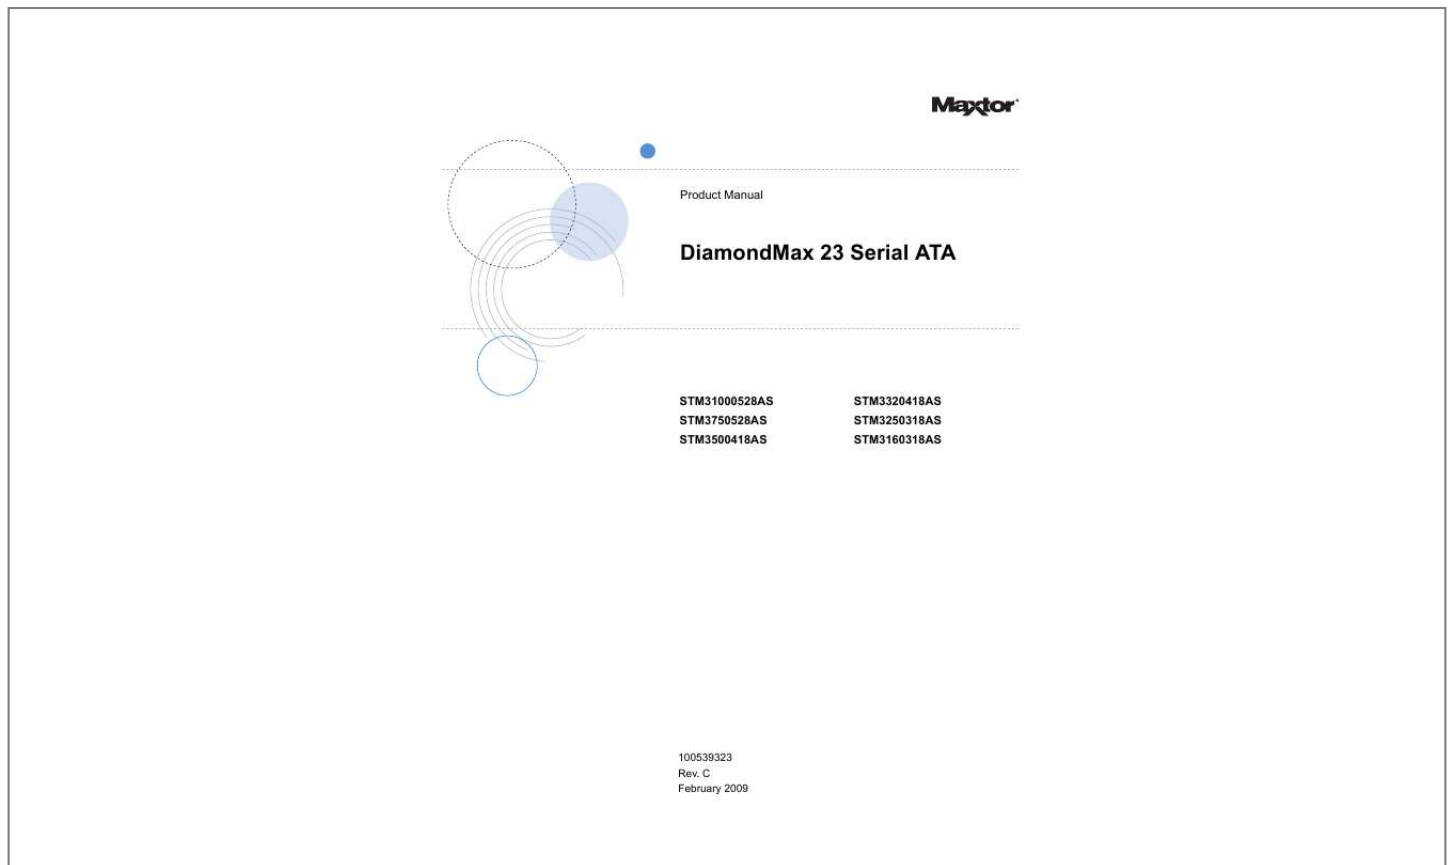 Maxtor
Product Manual
DiamondMax 23 Serial ATA
STM31000528AS STM3320418AS
STM3750528AS STM3250318AS
STM3500418AS STM3160318AS
100539323
Rev. C
February 2009